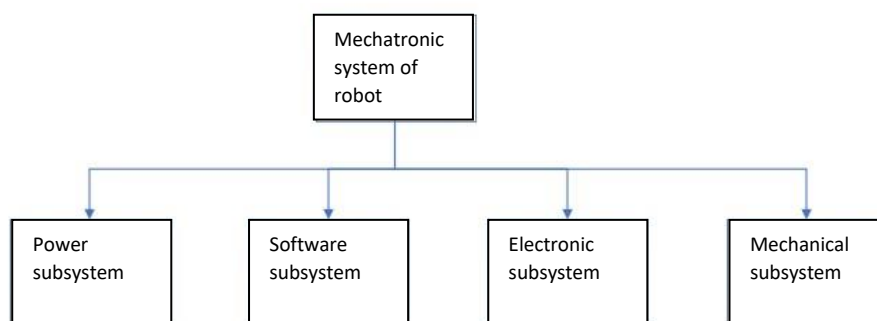 Mechatronic
system of
robot
Power
subsystem
Software
subsystem
Electronic
subsystem
Mechanical
subsystem